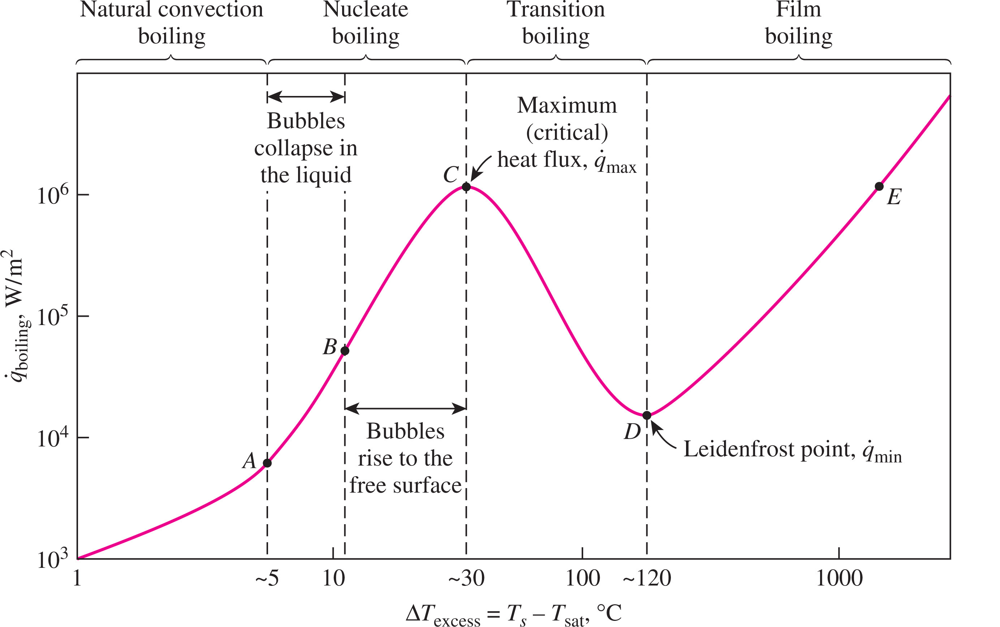 Natural convection
boiling
Nucleate
boiling
Transition
boiling
Film
boiling
Bubbles
collapse in
the liquid
Maximum
(critical)
heat flux, q̇max
C
E
B
Bubbles
rise to the
free surface
A
D
Leidenfrost point, q̇min
q̇boiling, W/m²
10⁶
10⁵
10⁴
10³
1
~5
10
~30
100
~120
1000
ΔTexcess = Ts – Tsat, °C